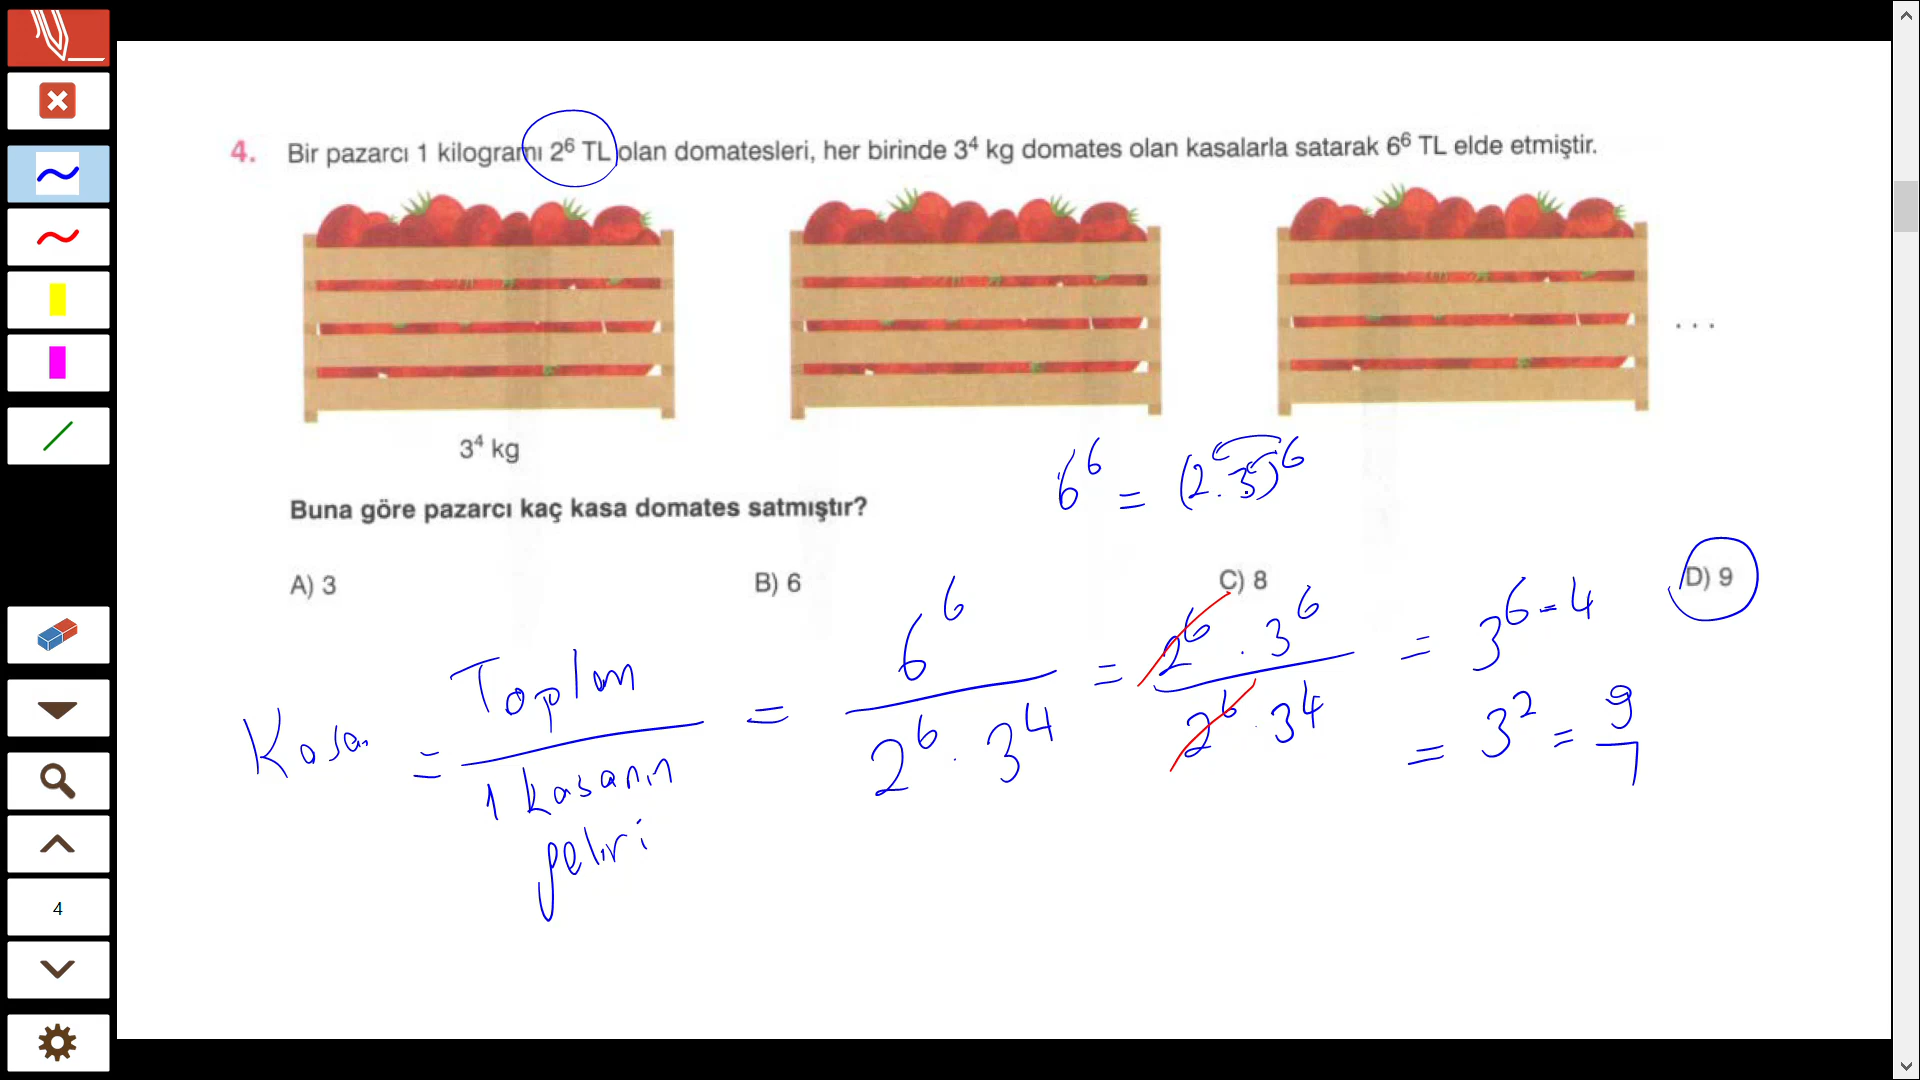 4. Bir pazarcı 1 kilogramı 2⁶ TL olan domatesleri, her birinde 3⁴ kg domates olan kasalarla satarak 6⁶ TL elde etmiştir.
...
3⁴ kg
6⁶ = (2.3)⁶
Buna göre pazarcı kaç kasa domates satmıştır?
A) 3 B) 6 C) 8 D) 9
Kasa = Toplam / 1 kasanın geliri = 6⁶ / 2⁶ . 3⁴ = 2⁶ . 3⁶ / 2⁶ . 3⁴ = 3⁶⁻⁴
= 3² = 9
4